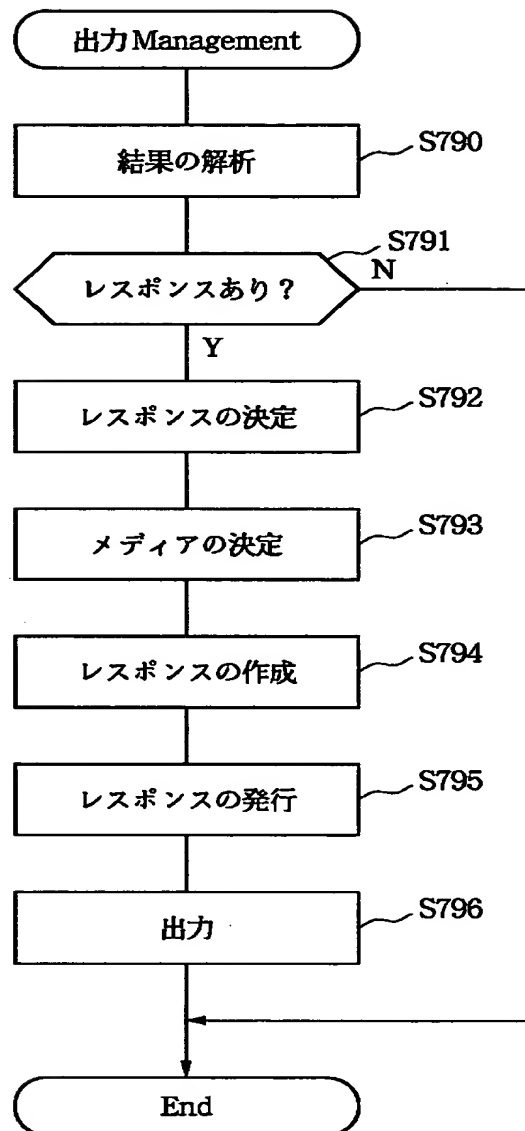 出力Management
結果の解析
S790
S791
レスポンスあり？
N
Y
レスポンスの決定
S792
メディアの決定
S793
レスポンスの作成
S794
レスポンスの発行
S795
出力
S796
End